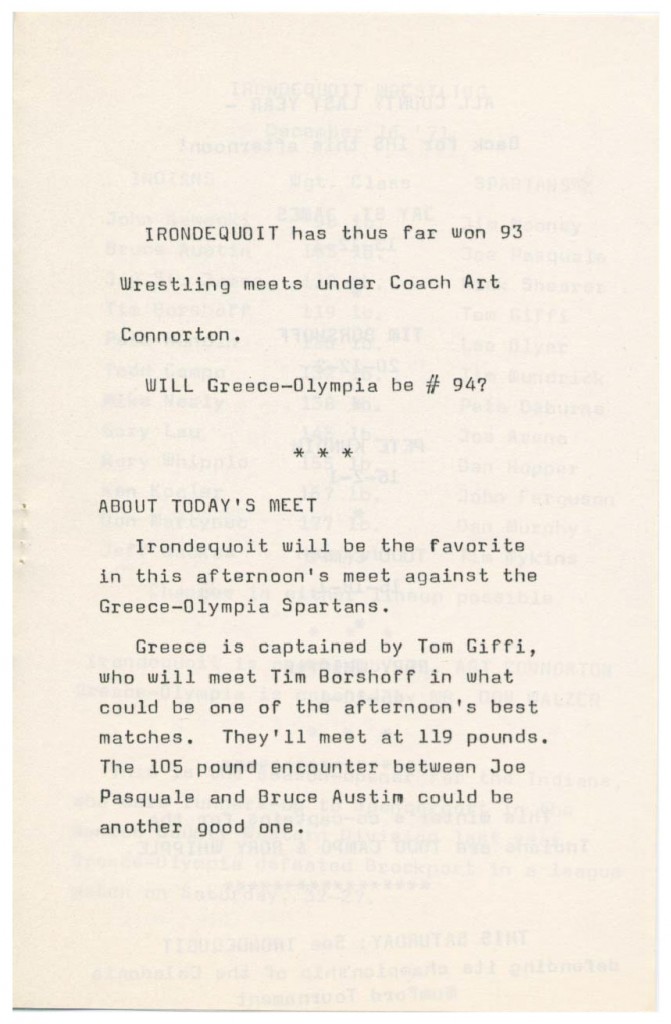 IRONDEQUOIT has thus far won 93
Wrestling meets under Coach Art
Connorton.
WILL Greece-Olympia be # 94?
* * *
ABOUT TODAY'S MEET
Irondequoit will be the favorite
in this afternoon's meet against the
Greece-Olympia Spartans.
Greece is captained by Tom Giffi,
who will meet Tim Borshoff in what
could be one of the afternoon's best
matches. They'll meet at 119 pounds.
The 105 pound encounter between Joe
Pasquale and Bruce Austin could be
another good one.